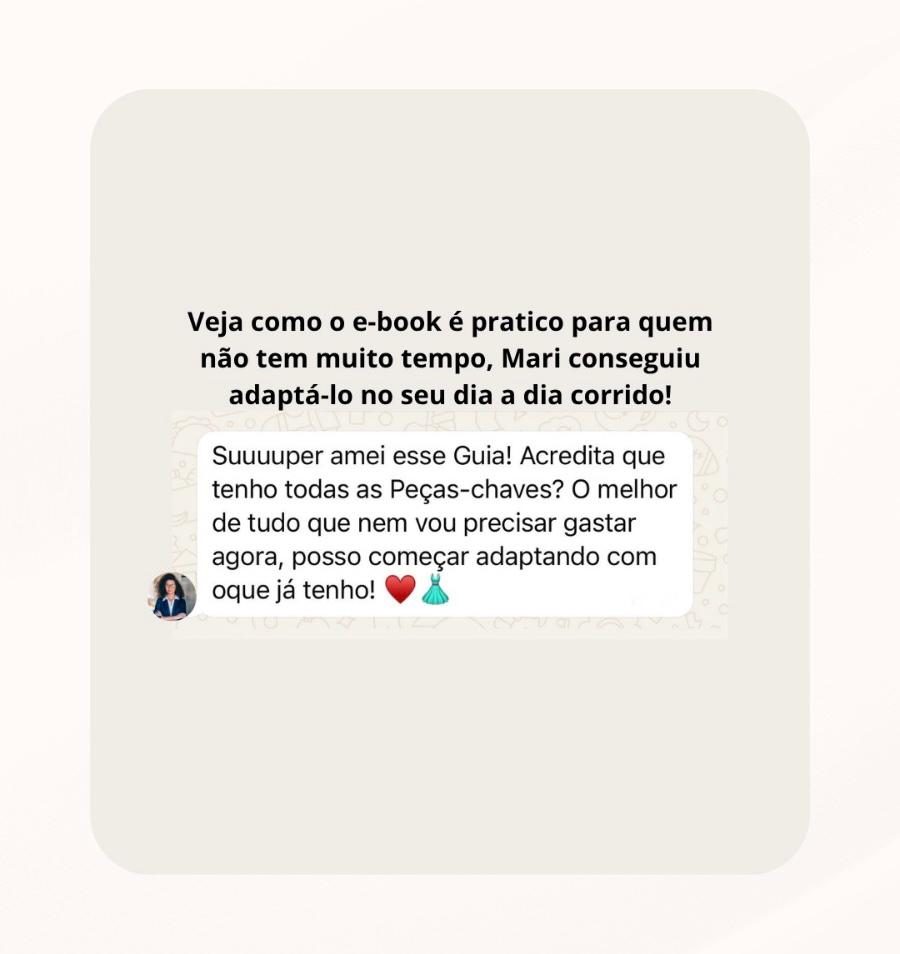 Veja como o e-book é pratico para quem
não tem muito tempo, Mari conseguiu
adaptá-lo no seu dia a dia corrido!
Suuuuper amei esse Guia! Acredita que
tenho todas as Peças-chaves? O melhor
de tudo que nem vou precisar gastar
agora, posso começar adaptando com
oque já tenho! ♥️👗